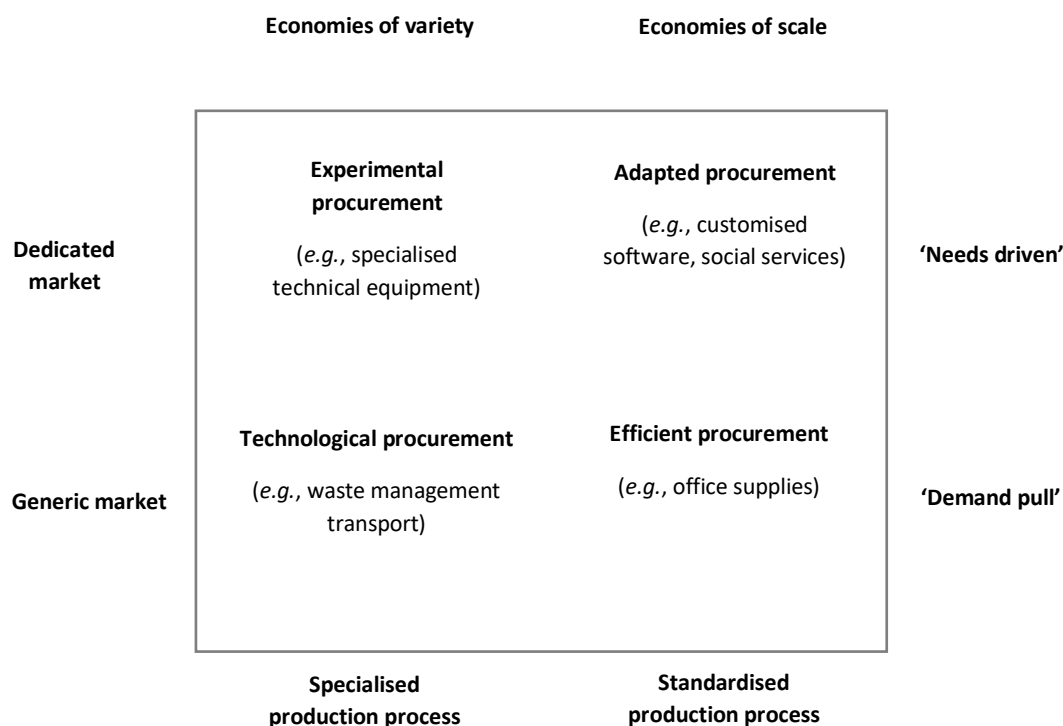 Economies of variety
Economies of scale
Experimental
procurement
Adapted procurement
(e.g., customised
software, social services)
(e.g., specialised
technical equipment)
Dedicated
market
‘Needs driven’
Technological procurement
Efficient procurement
(e.g., waste management
transport)
(e.g., office supplies)
Generic market
‘Demand pull’
Specialised
production process
Standardised
production process